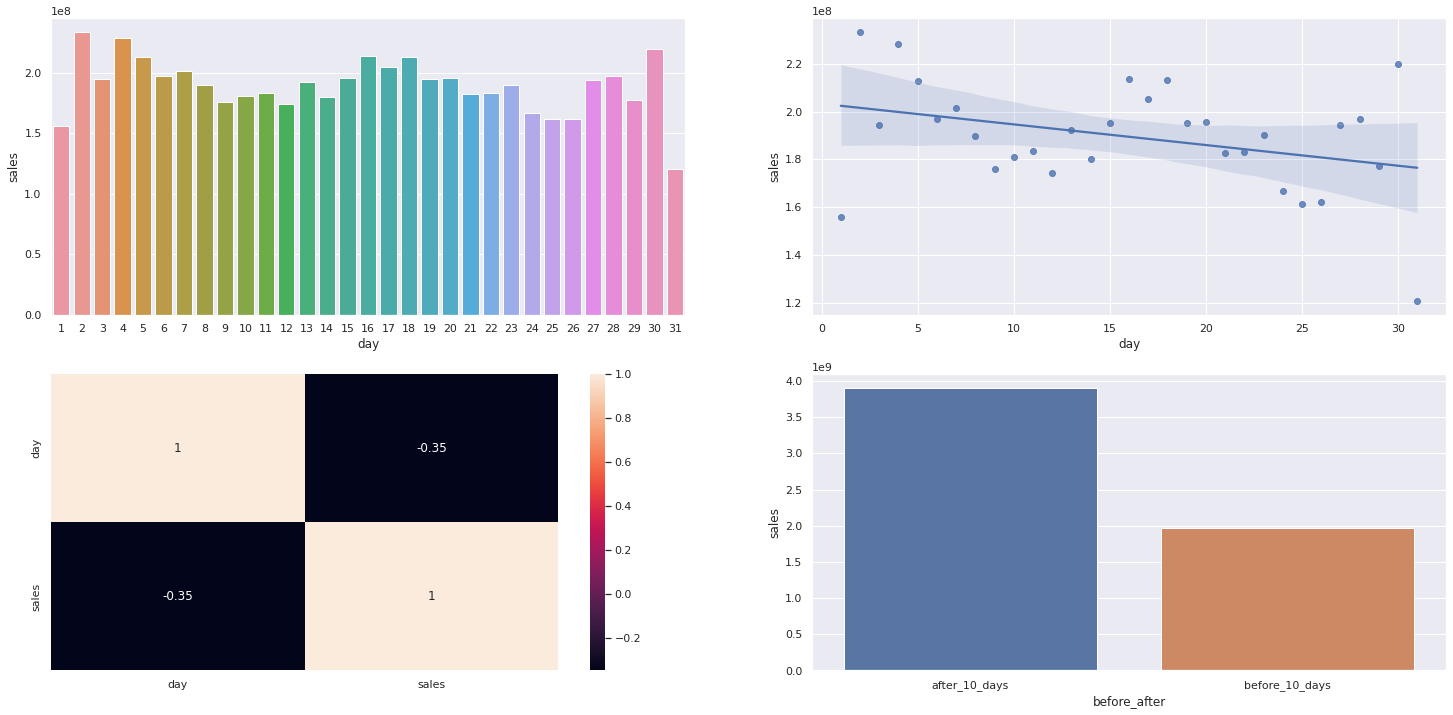 1e8
sales
2.0
1.5
1.0
0.5
0.0
1 2 3 4 5 6 7 8 9 10 11 12 13 14 15 16 17 18 19 20 21 22 23 24 25 26 27 28 29 30 31
day
1e8
sales
2.2
2.0
1.8
1.6
1.4
1.2
0 5 10 15 20 25 30
day
day
1 -0.35
sales
-0.35 1
day sales
1.0
0.8
0.6
0.4
0.2
0.0
−0.2
1e9
sales
4.0
3.5
3.0
2.5
2.0
1.5
1.0
0.5
0.0
after_10_days before_10_days
before_after